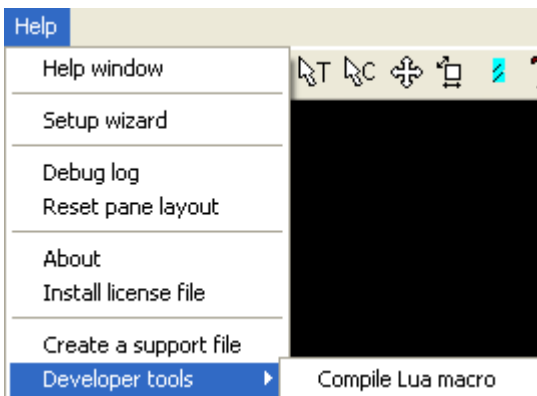 Help
Help window
T C
Setup wizard
Debug log
Reset pane layout
About
Install license file
Create a support file
Developer tools
Compile Lua macro